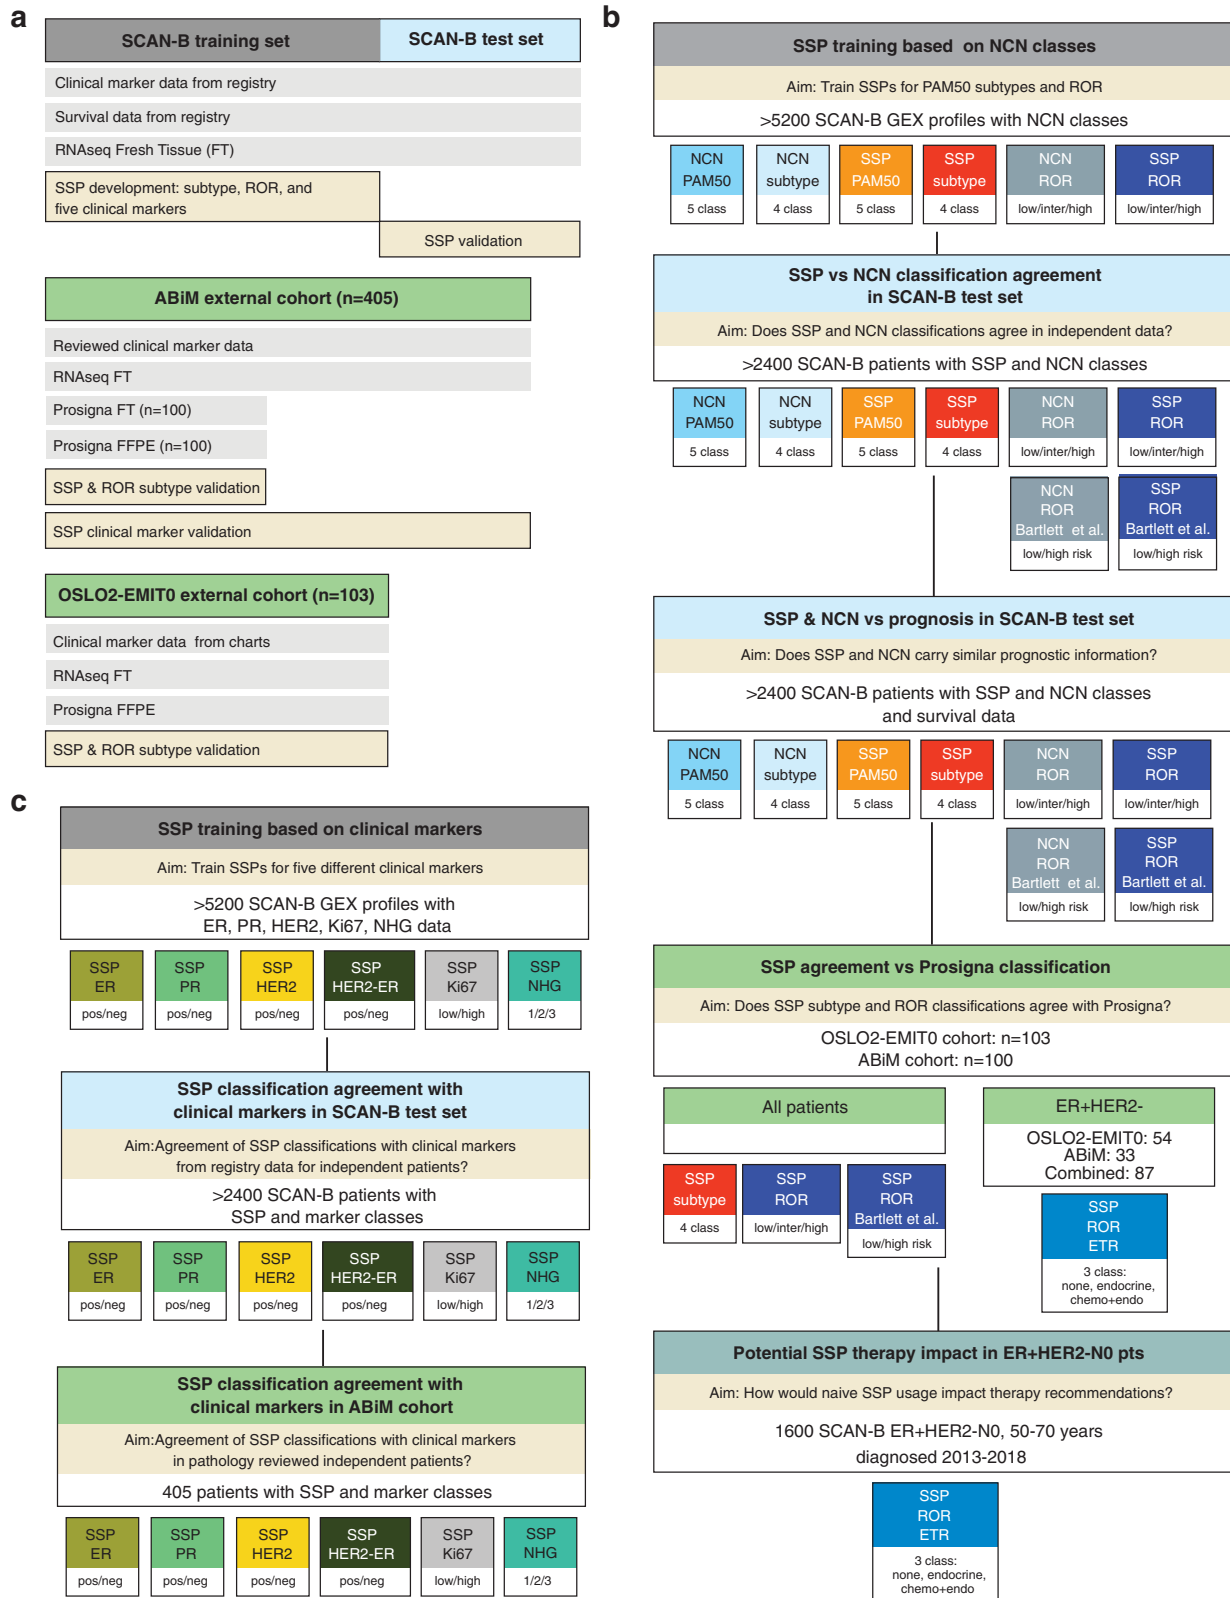 a
SCAN-B training set
SCAN-B test set
Clinical marker data from registry
Survival data from registry
RNAseq Fresh Tissue (FT)
SSP development: subtype, ROR, and
five clinical markers
SSP validation
ABiM external cohort (n=405)
Reviewed clinical marker data
RNAseq FT
Prosigna FT (n=100)
Prosigna FFPE (n=100)
SSP & ROR subtype validation
SSP clinical marker validation
OSLO2-EMIT0 external cohort (n=103)
Clinical marker data from charts
RNAseq FT
Prosigna FFPE
SSP & ROR subtype validation
b
SSP training based on NCN classes
Aim: Train SSPs for PAM50 subtypes and ROR
>5200 SCAN-B GEX profiles with NCN classes
NCN
PAM50
5 class
NCN
subtype
4 class
SSP
PAM50
5 class
SSP
subtype
4 class
NCN
ROR
low/inter/high
SSP
ROR
low/inter/high
SSP vs NCN classification agreement
in SCAN-B test set
Aim: Does SSP and NCN classifications agree in independent data?
>2400 SCAN-B patients with SSP and NCN classes
NCN
PAM50
5 class
NCN
subtype
4 class
SSP
PAM50
5 class
SSP
subtype
4 class
NCN
ROR
low/inter/high
SSP
ROR
low/inter/high
NCN
ROR
Bartlett et al.
low/high risk
SSP
ROR
Bartlett et al.
low/high risk
SSP & NCN vs prognosis in SCAN-B test set
Aim: Does SSP and NCN carry similar prognostic information?
>2400 SCAN-B patients with SSP and NCN classes
and survival data
NCN
PAM50
5 class
NCN
subtype
4 class
SSP
PAM50
5 class
SSP
subtype
4 class
NCN
ROR
low/inter/high
SSP
ROR
low/inter/high
NCN
ROR
Bartlett et al.
low/high risk
SSP
ROR
Bartlett et al.
low/high risk
SSP agreement vs Prosigna classification
Aim: Does SSP subtype and ROR classifications agree with Prosigna?
OSLO2-EMIT0 cohort: n=103
ABiM cohort: n=100
All patients
SSP
subtype
4 class
SSP
ROR
low/inter/high
SSP
ROR
Bartlett et al.
low/high risk
ER+HER2-
OSLO2-EMIT0: 54
ABiM: 33
Combined: 87
SSP
ROR
ETR
3 class:
none, endocrine,
chemo+endo
Potential SSP therapy impact in ER+HER2-N0 pts
Aim: How would naive SSP usage impact therapy recommendations?
1600 SCAN-B ER+HER2-N0, 50-70 years
diagnosed 2013-2018
SSP
ROR
ETR
3 class:
none, endocrine,
chemo+endo
c
SSP training based on clinical markers
Aim: Train SSPs for five different clinical markers
>5200 SCAN-B GEX profiles with
ER, PR, HER2, Ki67, NHG data
SSP
ER
pos/neg
SSP
PR
pos/neg
SSP
HER2
pos/neg
SSP
HER2-ER
pos/neg
SSP
Ki67
low/high
SSP
NHG
1/2/3
SSP classification agreement with
clinical markers in SCAN-B test set
Aim:Agreement of SSP classifications with clinical markers
from registry data for independent patients?
>2400 SCAN-B patients with
SSP and marker classes
SSP
ER
pos/neg
SSP
PR
pos/neg
SSP
HER2
pos/neg
SSP
HER2-ER
pos/neg
SSP
Ki67
low/high
SSP
NHG
1/2/3
SSP classification agreement with
clinical markers in ABiM cohort
Aim:Agreement of SSP classifications with clinical markers
in pathology reviewed independent patients?
405 patients with SSP and marker classes
SSP
ER
pos/neg
SSP
PR
pos/neg
SSP
HER2
pos/neg
SSP
HER2-ER
pos/neg
SSP
Ki67
low/high
SSP
NHG
1/2/3